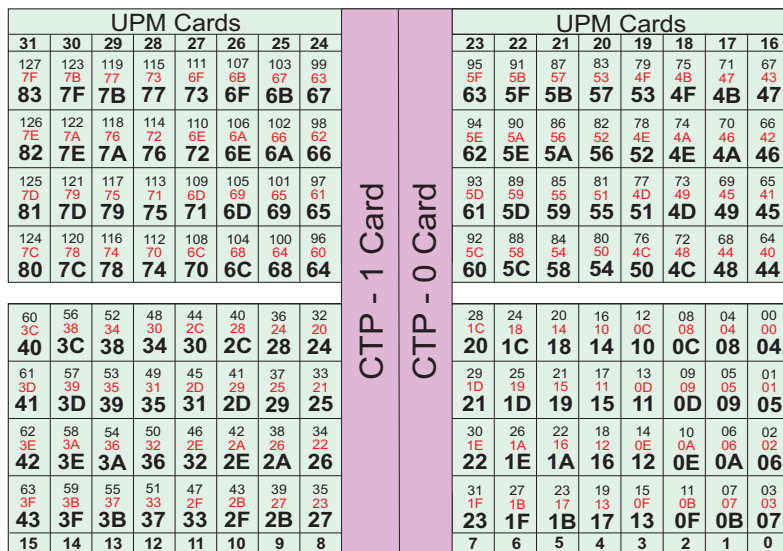 UPM Cards
31 30 29 28 27 26 25 24
127 123 119 115 111 107 103 99
7F 7B 77 73 6F 6B 67 63
83 7F 7B 77 73 6F 6B 67
126 122 118 114 110 106 102 98
7E 7A 76 72 6E 6A 66 62
82 7E 7A 76 72 6E 6A 66
125 121 117 113 109 105 101 97
7D 79 75 71 6D 69 65 61
81 7D 79 75 71 6D 69 65
124 120 116 112 108 104 100 96
7C 78 74 70 6C 68 64 60
80 7C 78 74 70 6C 68 64
60 56 52 48 44 40 36 32
3C 38 34 30 2C 28 24 20
40 3C 38 34 30 2C 28 24
61 57 53 49 45 41 37 33
3D 39 35 31 2D 29 25 21
41 3D 39 35 31 2D 29 25
62 58 54 50 46 42 38 34
3E 3A 36 32 2E 2A 26 22
42 3E 3A 36 32 2E 2A 26
63 59 55 51 47 43 39 35
3F 3B 37 33 2F 2B 27 23
43 3F 3B 37 33 2F 2B 27
15 14 13 12 11 10 9 8
CTP - 1 Card
CTP - 0 Card
UPM Cards
23 22 21 20 19 18 17 16
95 91 87 83 79 75 71 67
5F 5B 57 53 4F 4B 47 43
63 5F 5B 57 53 4F 4B 47
94 90 86 82 78 74 70 66
5E 5A 56 52 4E 4A 46 42
62 5E 5A 56 52 4E 4A 46
93 89 85 81 77 73 69 65
5D 59 55 51 4D 49 45 41
61 5D 59 55 51 4D 49 45
92 88 84 80 76 72 68 64
5C 58 54 50 4C 48 44 40
60 5C 58 54 50 4C 48 44
28 24 20 16 12 08 04 00
1C 18 14 10 0C 08 04 00
20 1C 18 14 10 0C 08 04
29 25 21 17 13 09 05 01
1D 19 15 11 0D 09 05 01
21 1D 19 15 11 0D 09 05
30 26 22 18 14 10 06 02
1E 1A 16 12 0E 0A 06 02
22 1E 1A 16 12 0E 0A 06
31 27 23 19 15 11 07 03
1F 1B 17 13 0F 0B 07 03
23 1F 1B 17 13 0F 0B 07
7 6 5 4 3 2 1 0